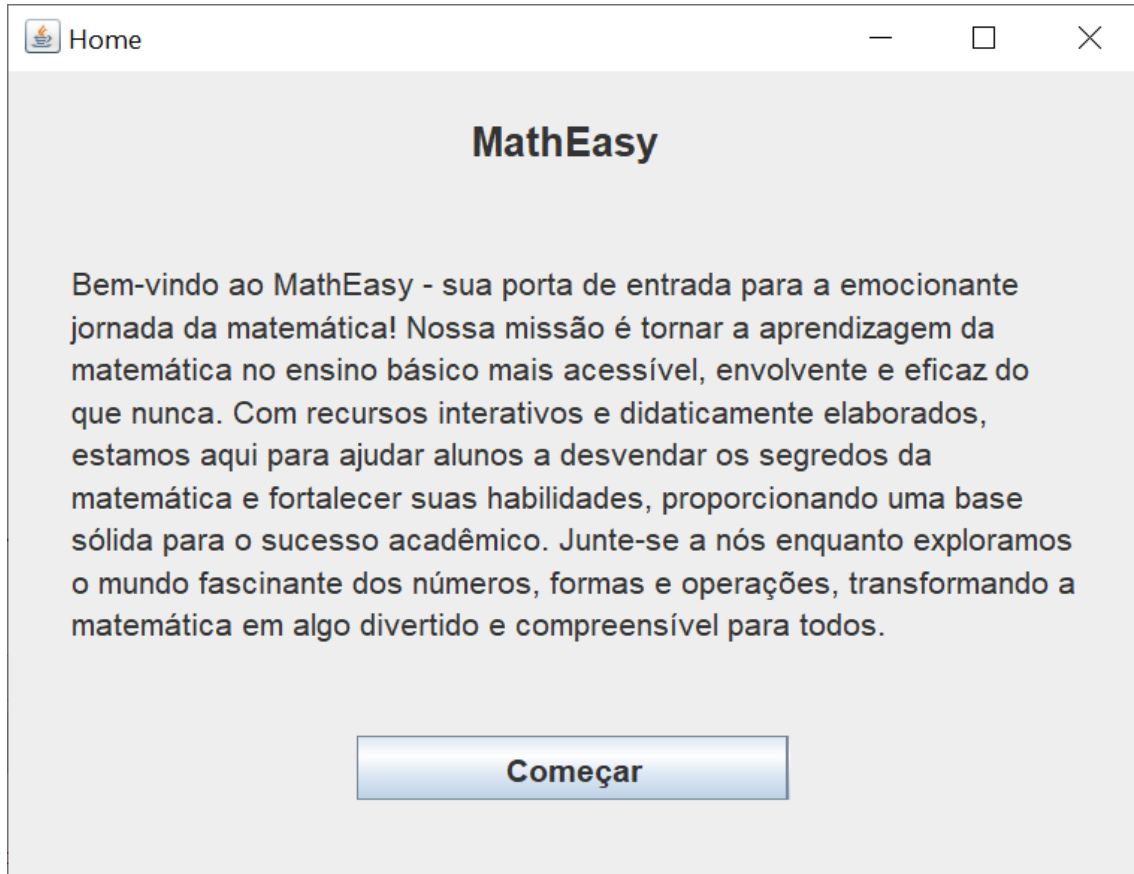 Home
MathEasy
Bem-vindo ao MathEasy - sua porta de entrada para a emocionante
jornada da matemática! Nossa missão é tornar a aprendizagem da
matemática no ensino básico mais acessível, envolvente e eficaz do
que nunca. Com recursos interativos e didaticamente elaborados,
estamos aqui para ajudar alunos a desvendar os segredos da
matemática e fortalecer suas habilidades, proporcionando uma base
sólida para o sucesso acadêmico. Junte-se a nós enquanto exploramos
o mundo fascinante dos números, formas e operações, transformando a
matemática em algo divertido e compreensível para todos.
Começar